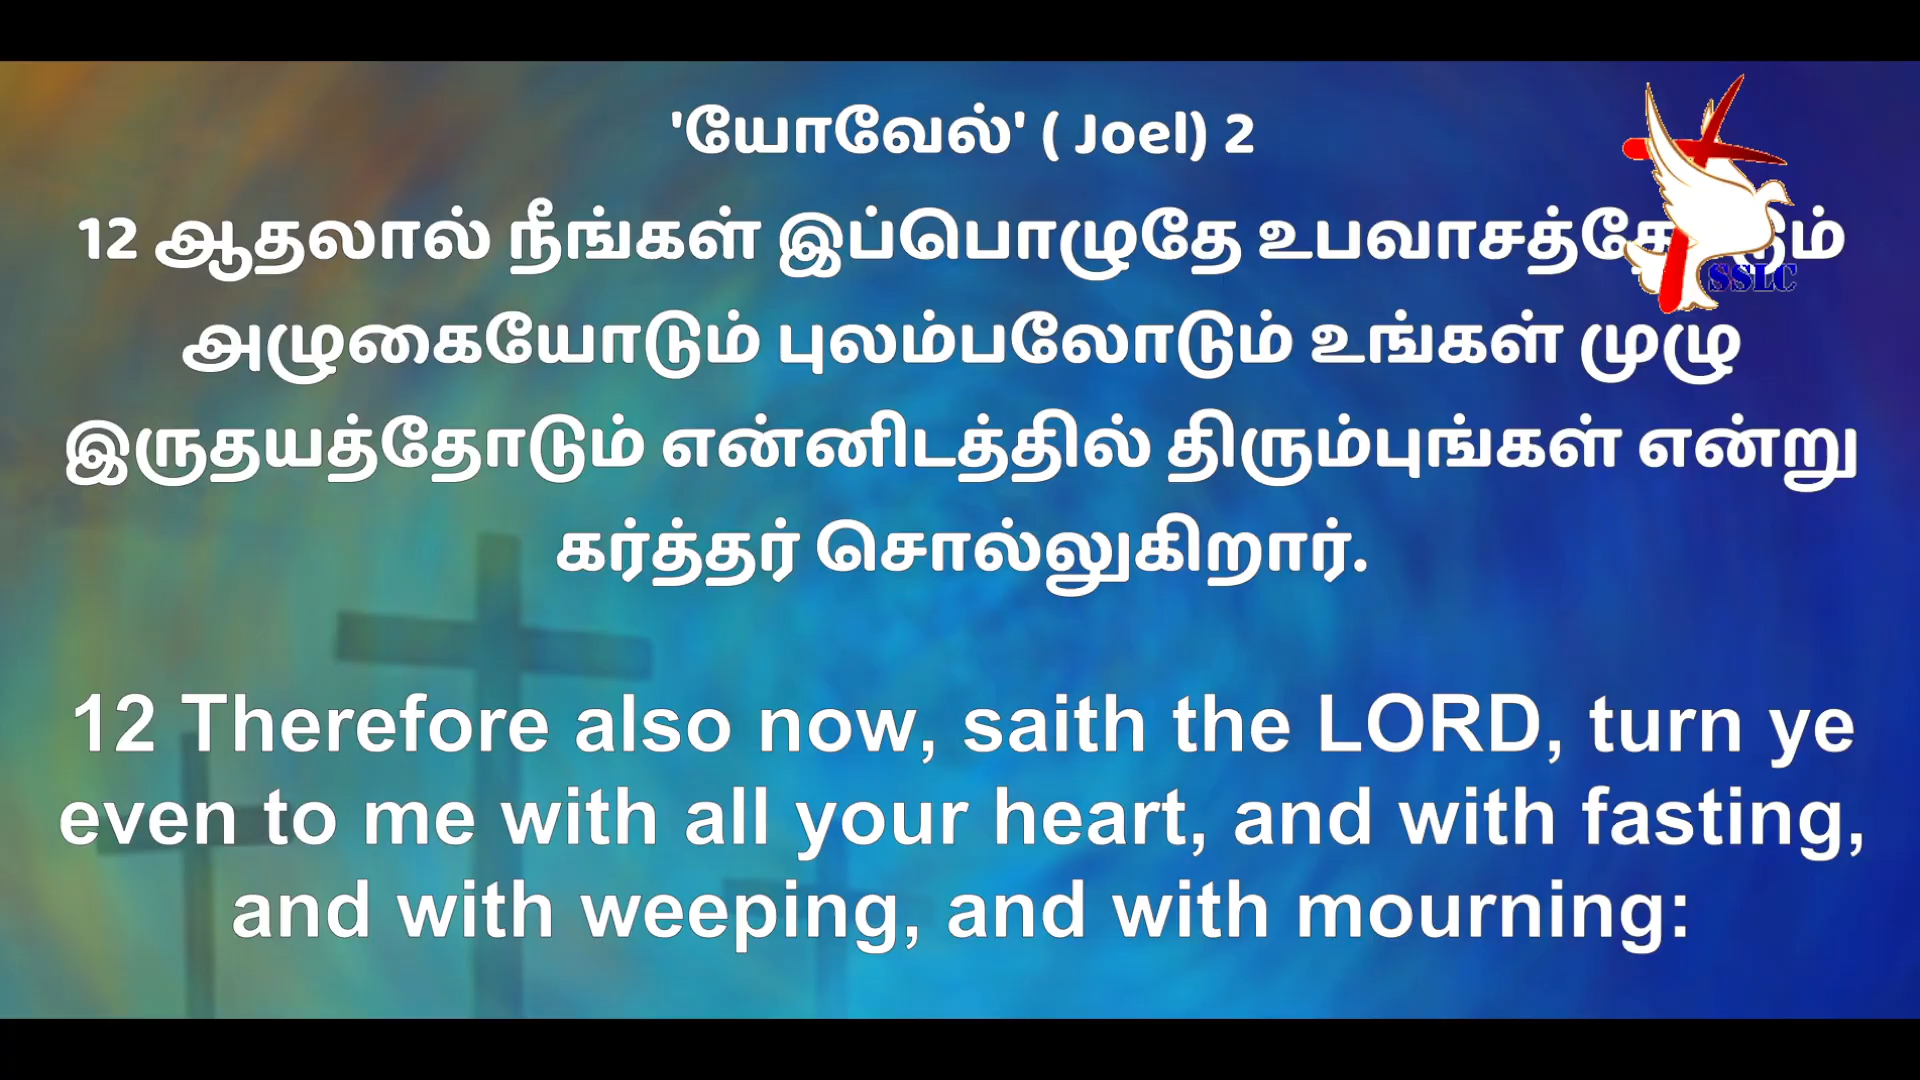 'யோவேல்' ( Joel) 2
12 ஆதலால் நீங்கள் இப்பொழுதே
அழுகையோடும் புலம்பலோடும் உங்கள் முழு
இருதயத்தோடும் என்னிடத்தில் திரும்புங்கள் என்று
கர்த்தர் சொல்லுகிறார்.
12 Therefore also now, saith the LORD, turn ye
even to me with all your heart, and with fasting,
and with weeping, and with mourning:
SSLC